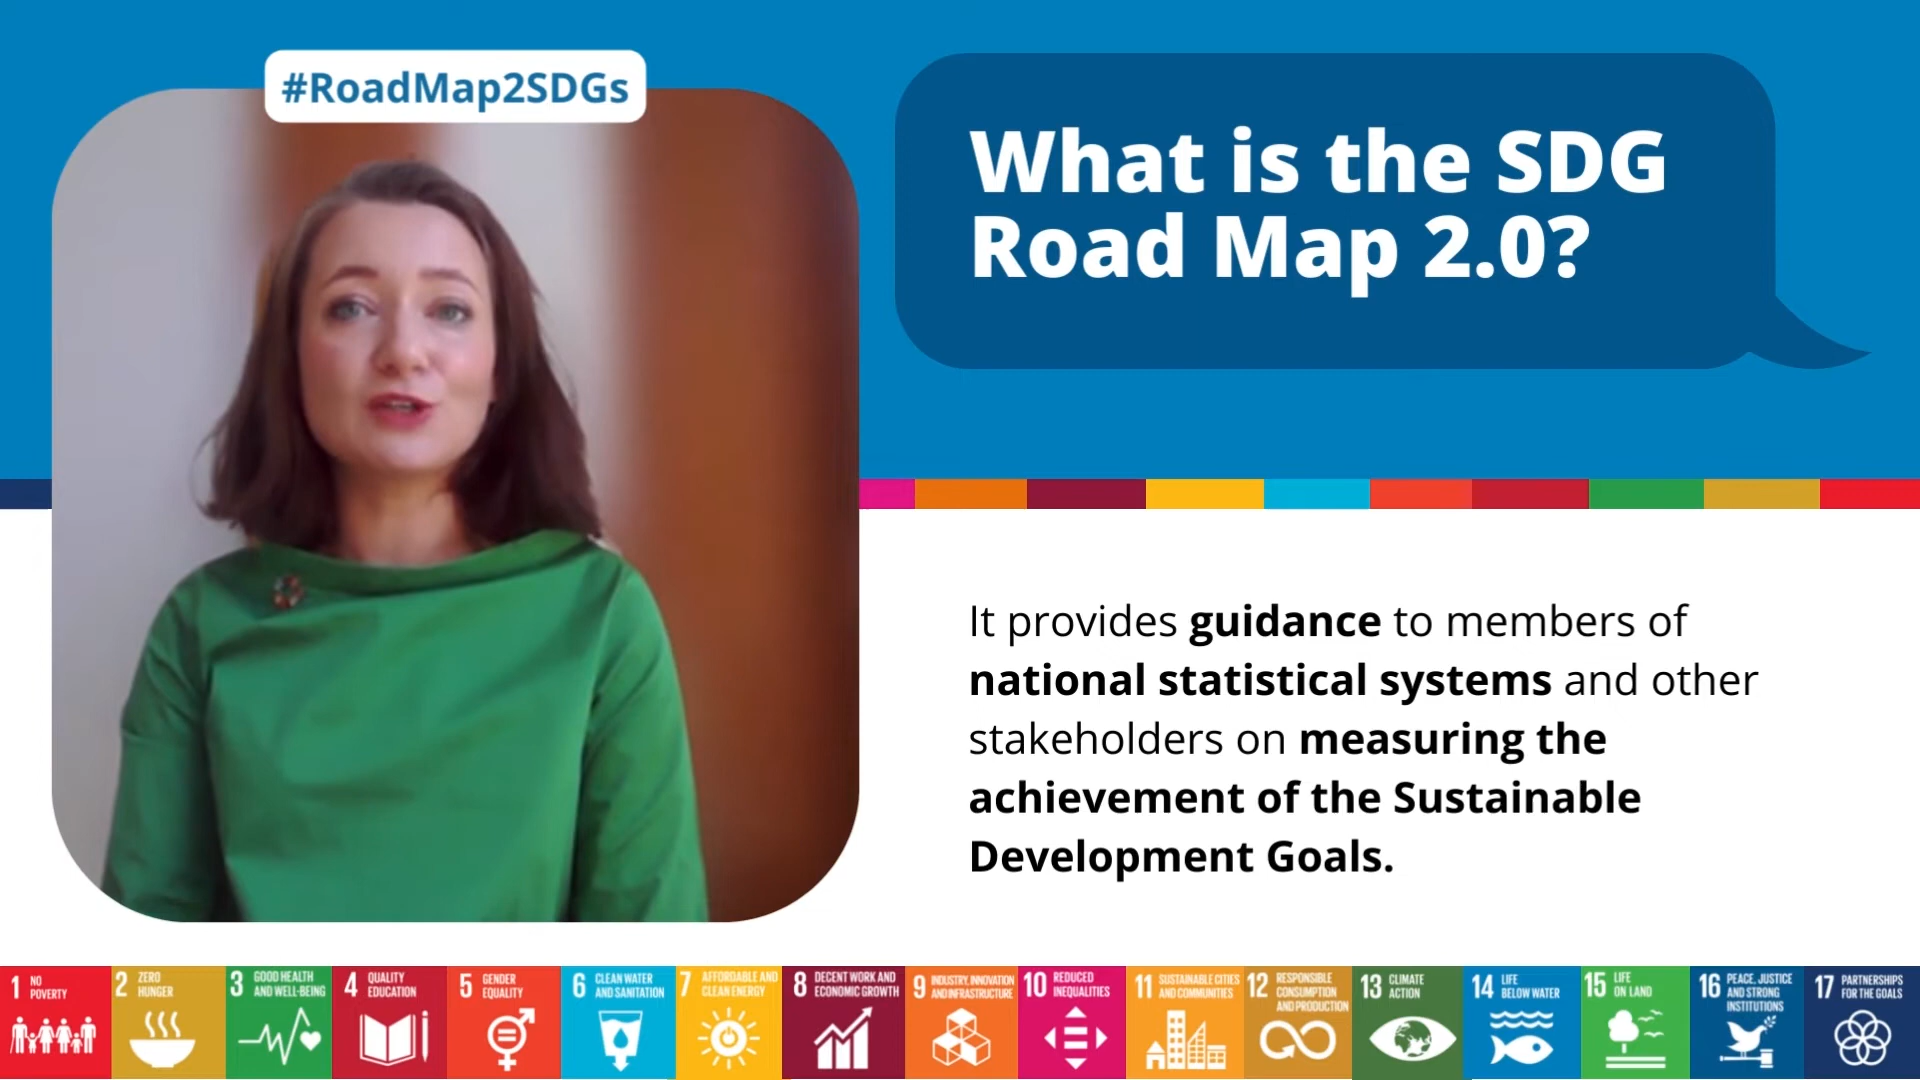 #RoadMap2SDGs
What is the SDG
Road Map 2.0?
It provides guidance to members of
national statistical systems and other
stakeholders on measuring the
achievement of the Sustainable
Development Goals.
1 NO
POVERTY
2 ZERO
HUNGER
3 GOOD HEALTH
AND WELL-BEING
4 QUALITY
EDUCATION
5 GENDER
EQUALITY
6 CLEAN WATER
AND SANITATION
7 AFFORDABLE AND
CLEAN ENERGY
8 DECENT WORK AND
ECONOMIC GROWTH
9 INDUSTRY, INNOVATION
AND INFRASTRUCTURE
10 REDUCED
INEQUALITIES
11 SUSTAINABLE CITIES
AND COMMUNITIES
12 RESPONSIBLE
CONSUMPTION
AND PRODUCTION
13 CLIMATE
ACTION
14 LIFE
BELOW WATER
15 LIFE
ON LAND
16 PEACE, JUSTICE
AND STRONG
INSTITUTIONS
17 PARTNERSHIPS
FOR THE GOALS